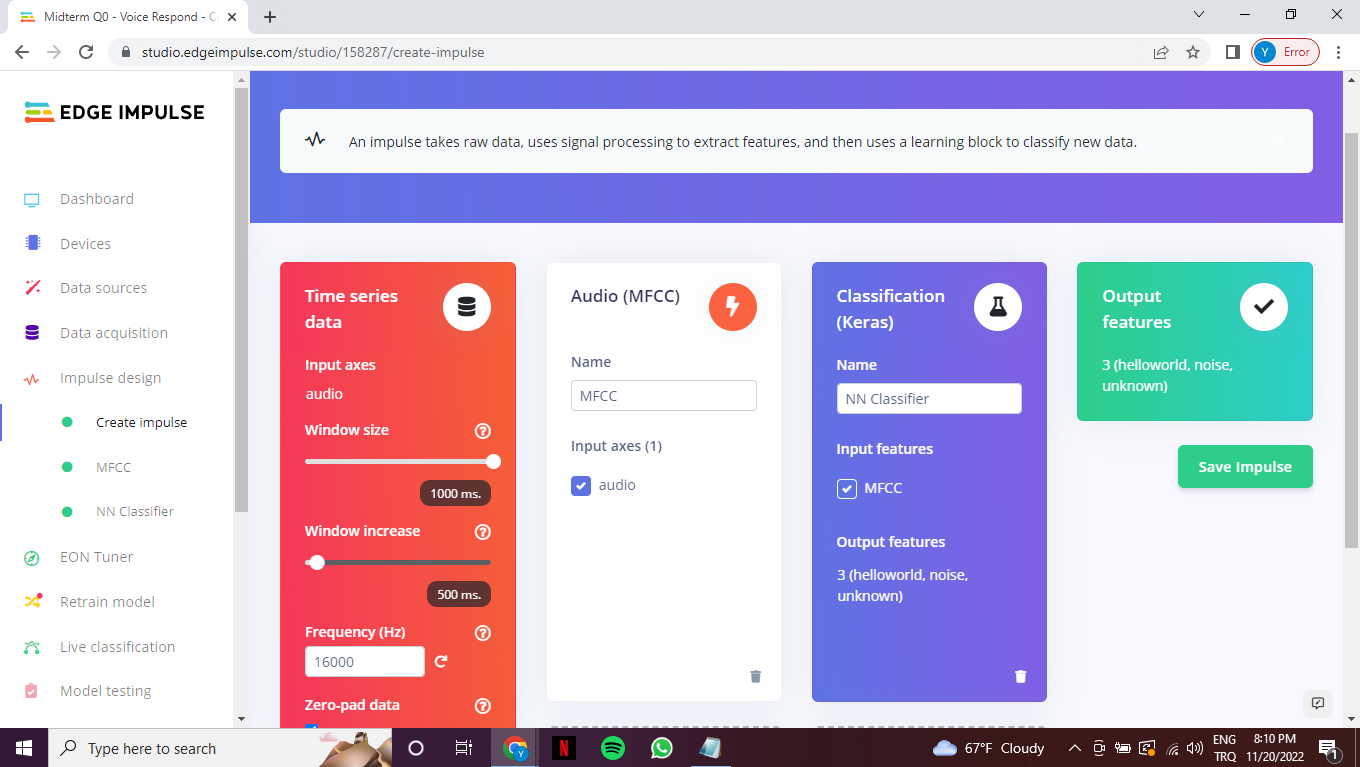 Midterm Q0 - Voice Respond - C
studio.edgeimpulse.com/studio/158287/create-impulse
Y Error
EDGE IMPULSE
Dashboard
Devices
Data sources
Data acquisition
Impulse design
Create impulse
MFCC
NN Classifier
EON Tuner
Retrain model
Live classification
Model testing
An impulse takes raw data, uses signal processing to extract features, and then uses a learning block to classify new data.
Time series
data
Input axes
audio
Window size
1000 ms.
Window increase
500 ms.
Frequency (Hz)
16000
Zero-pad data
Audio (MFCC)
Name
MFCC
Input axes (1)
audio
Classification
(Keras)
Name
NN Classifier
Input features
MFCC
Output features
3 (helloworld, noise,
unknown)
Output
features
3 (helloworld, noise,
unknown)
Save Impulse
Type here to search
Y
N
67°F Cloudy
ENG
TRQ
8:10 PM
11/20/2022
1